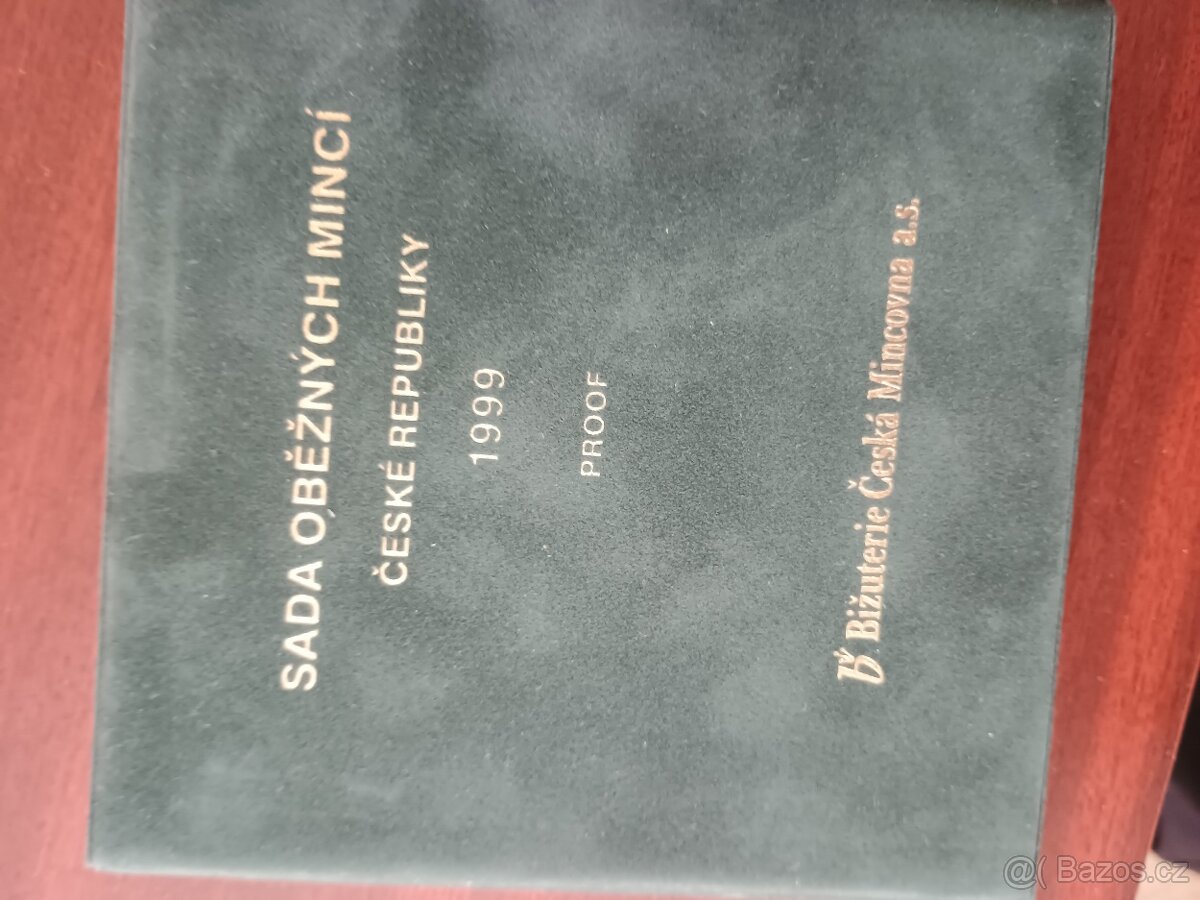 SADA OBĚŽNÝCH MINCÍ
ČESKÉ REPUBLIKY
1999
PROOF
Bižuterie Česká Mincovna a.s.
@( Bazos.cz